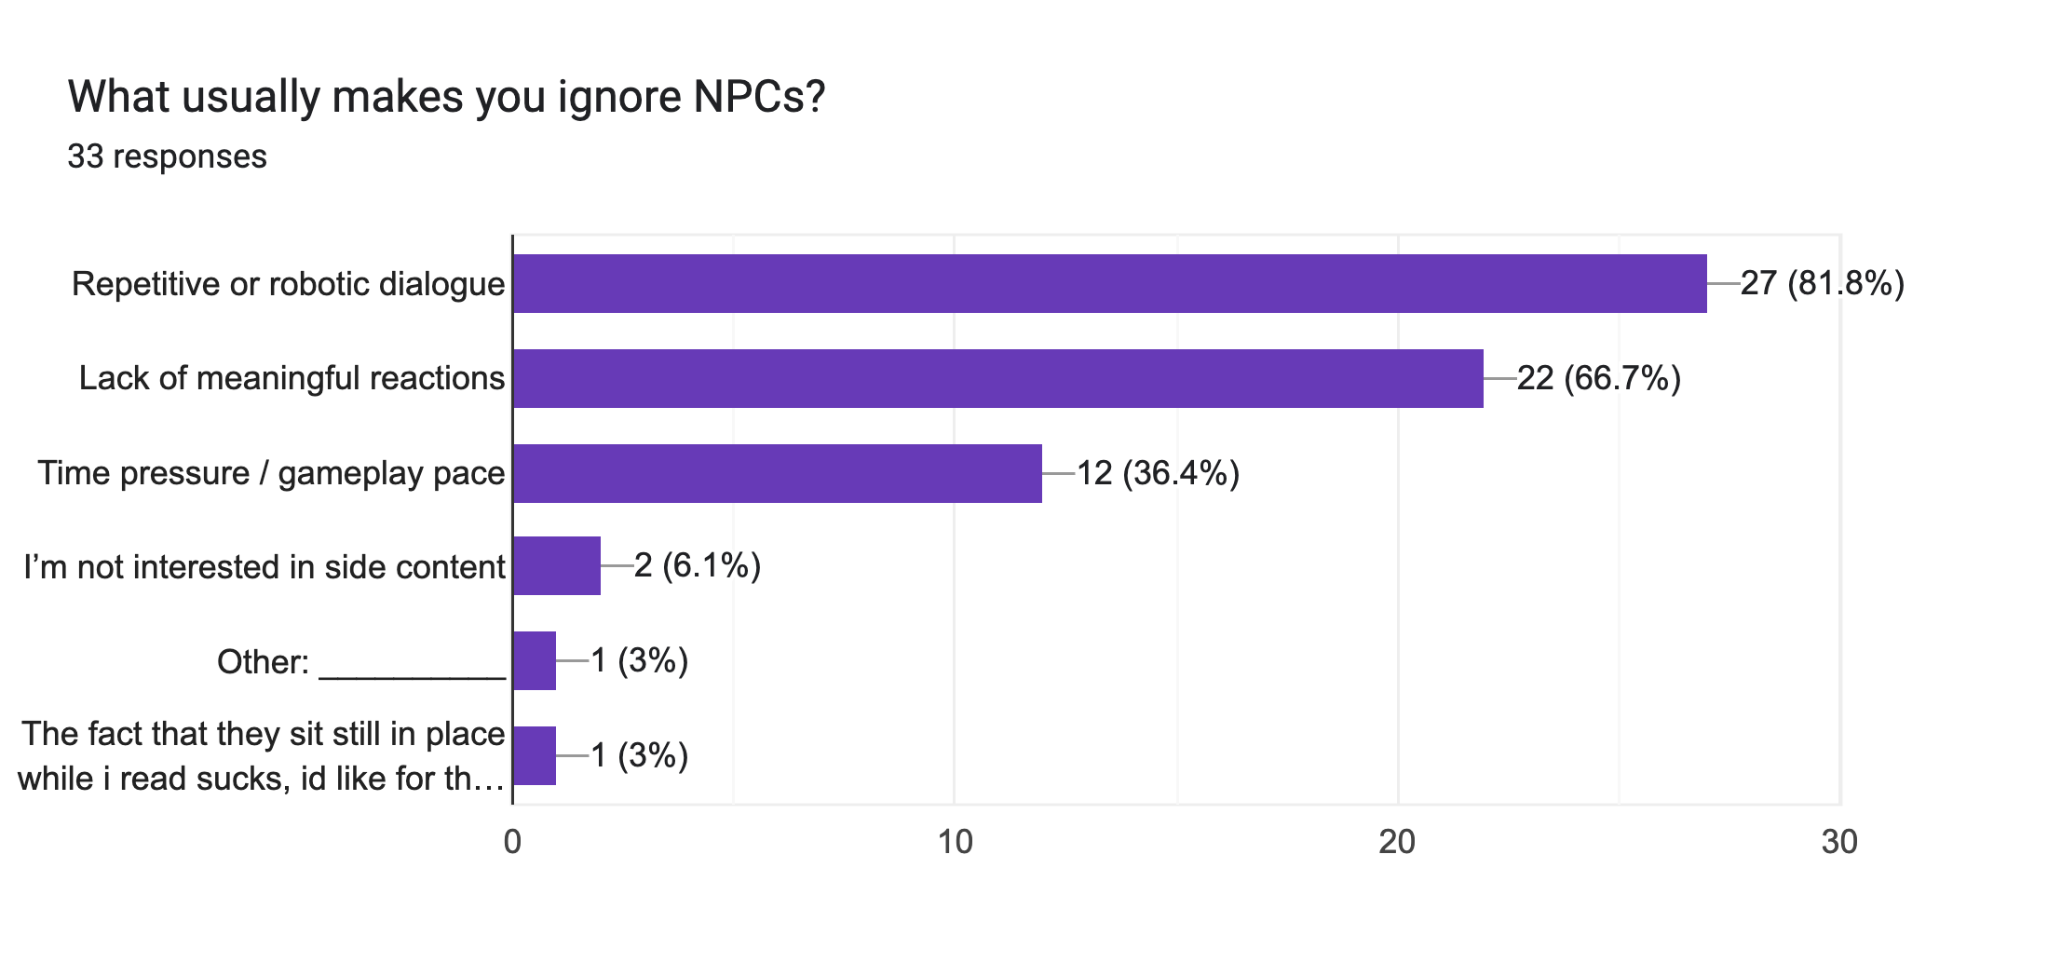 What usually makes you ignore NPCs?
33 responses
Repetitive or robotic dialogue
27 (81.8%)
Lack of meaningful reactions
22 (66.7%)
Time pressure / gameplay pace
12 (36.4%)
I’m not interested in side content
2 (6.1%)
Other: __________
1 (3%)
The fact that they sit still in place
while i read sucks, id like for th…
1 (3%)
0 10 20 30